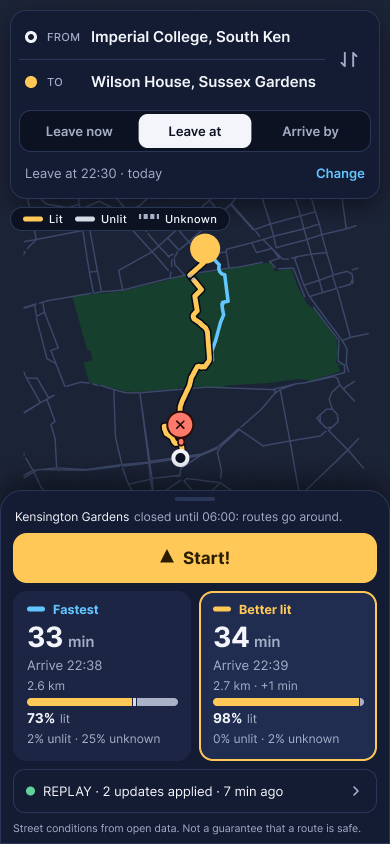 FROM Imperial College, South Ken
TO Wilson House, Sussex Gardens
Leave now Leave at Arrive by
Leave at 22:30 · today Change
Lit Unlit Unknown
Kensington Gardens closed until 06:00: routes go around.
Start!
Fastest
33 min
Arrive 22:38
2.6 km
73% lit
2% unlit · 25% unknown
Better lit
34 min
Arrive 22:39
2.7 km · +1 min
98% lit
0% unlit · 2% unknown
REPLAY · 2 updates applied · 7 min ago
Street conditions from open data. Not a guarantee that a route is safe.